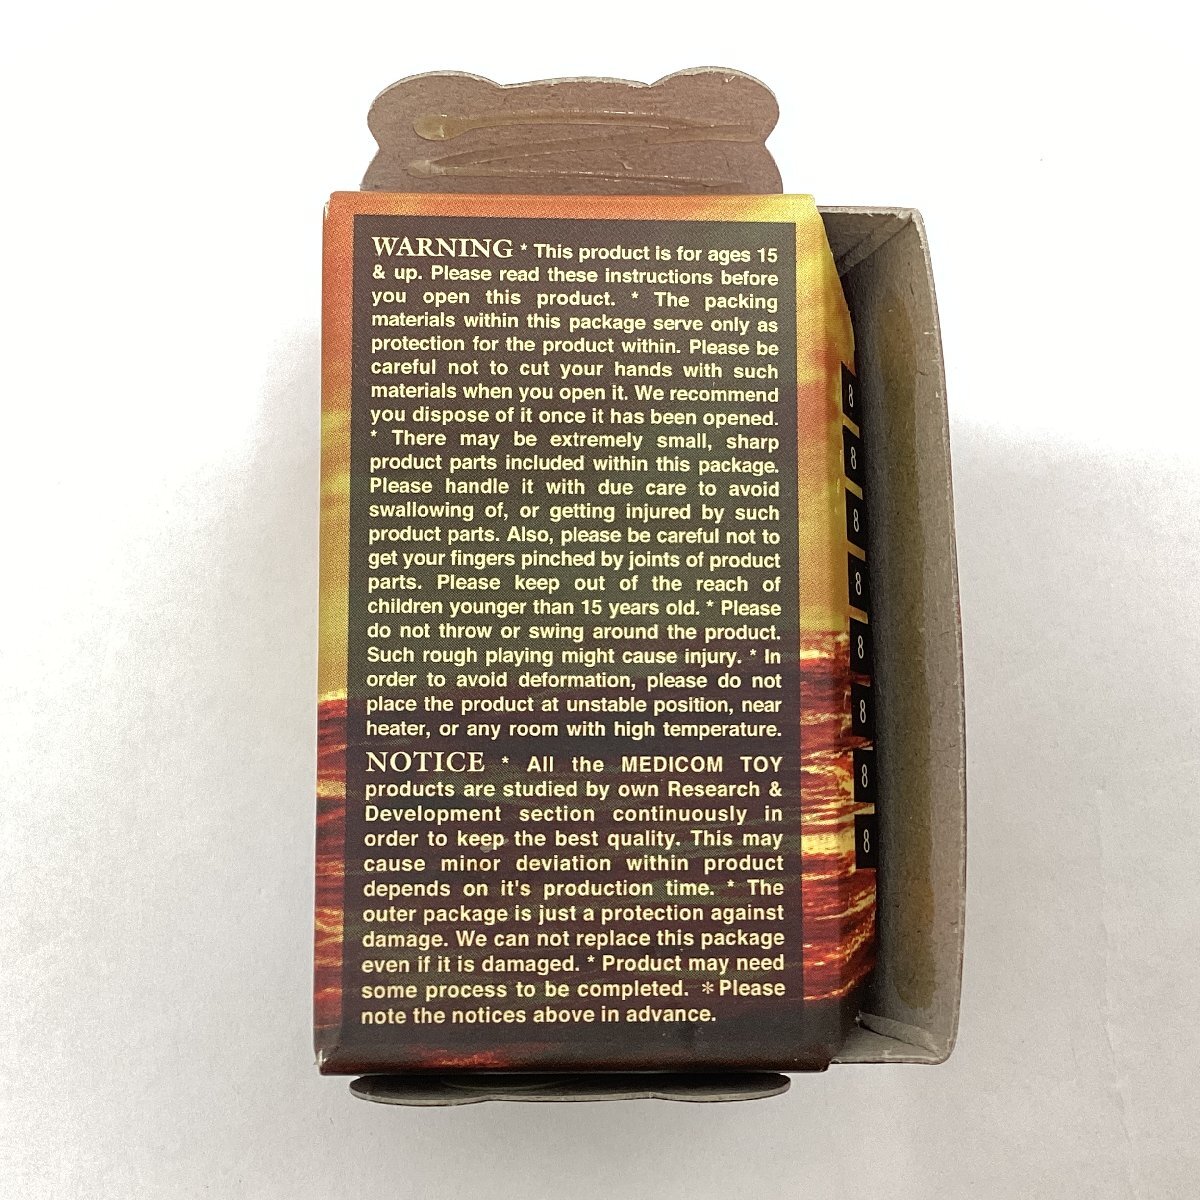 WARNING * This product is for ages 15
& up. Please read these instructions before
you open this product. * The packing
materials within this package serve only as
protection for the product within. Please be
careful not to cut your hands with such
materials when you open it. We recommend
you dispose of it once it has been opened.
* There may be extremely small, sharp
product parts included within this package.
Please handle it with due care to avoid
swallowing of, or getting injured by such
product parts. Also, please be careful not to
get your fingers pinched by joints of product
parts. Please keep out of the reach of
children younger than 15 years old. * Please
do not throw or swing around the product.
Such rough playing might cause injury. * In
order to avoid deformation, please do not
place the product at unstable position, near
heater, or any room with high temperature.
NOTICE * All the MEDICOM TOY
products are studied by own Research &
Development section continuously in
order to keep the best quality. This may
cause minor deviation within product
depends on it's production time. * The
outer package is just a protection against
damage. We can not replace this package
even if it is damaged. * Product may need
some process to be completed. *Please
note the notices above in advance.
8
8
8
8
8
8
8
8